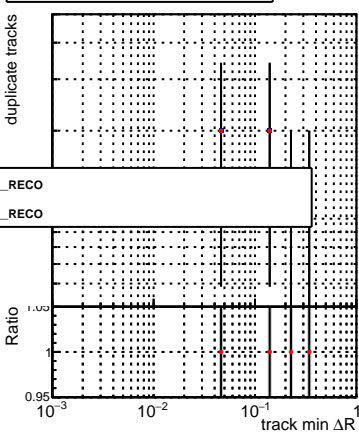 duplicate tracks
_RECO
_RECO
1.05
Ratio
1
0.95
10⁻³ 10⁻² 10⁻¹ 1
track min ΔR